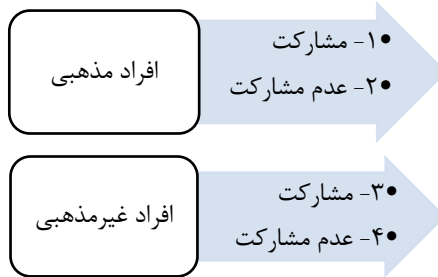 افراد مذهبی
•۱- مشارکت
•۲- عدم مشارکت
افراد غیرمذهبی
•۳- مشارکت
•۴- عدم مشارکت